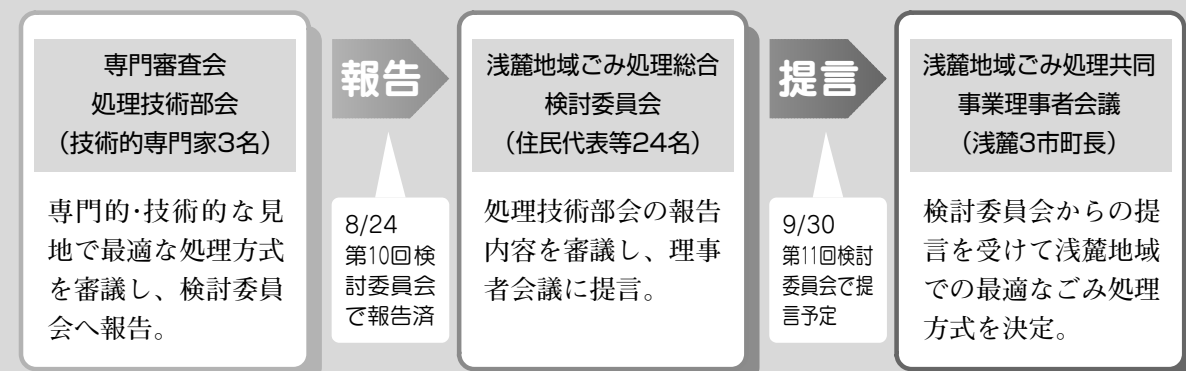 専門審査会
処理技術部会
（技術的専門家3名）
専門的･技術的な見
地で最適な処理方式
を審議し、検討委員
会へ報告。
報告
8/24
第10回検
討委員会
で報告済
浅麓地域ごみ処理総合
検討委員会
（住民代表等24名）
処理技術部会の報告
内容を審議し、理事
者会議に提言。
提言
9/30
第11回検討
委員会で提
言予定
浅麓地域ごみ処理共同
事業理事者会議
（浅麓3市町長）
検討委員会からの提
言を受けて浅麓地域
での最適なごみ処理
方式を決定。